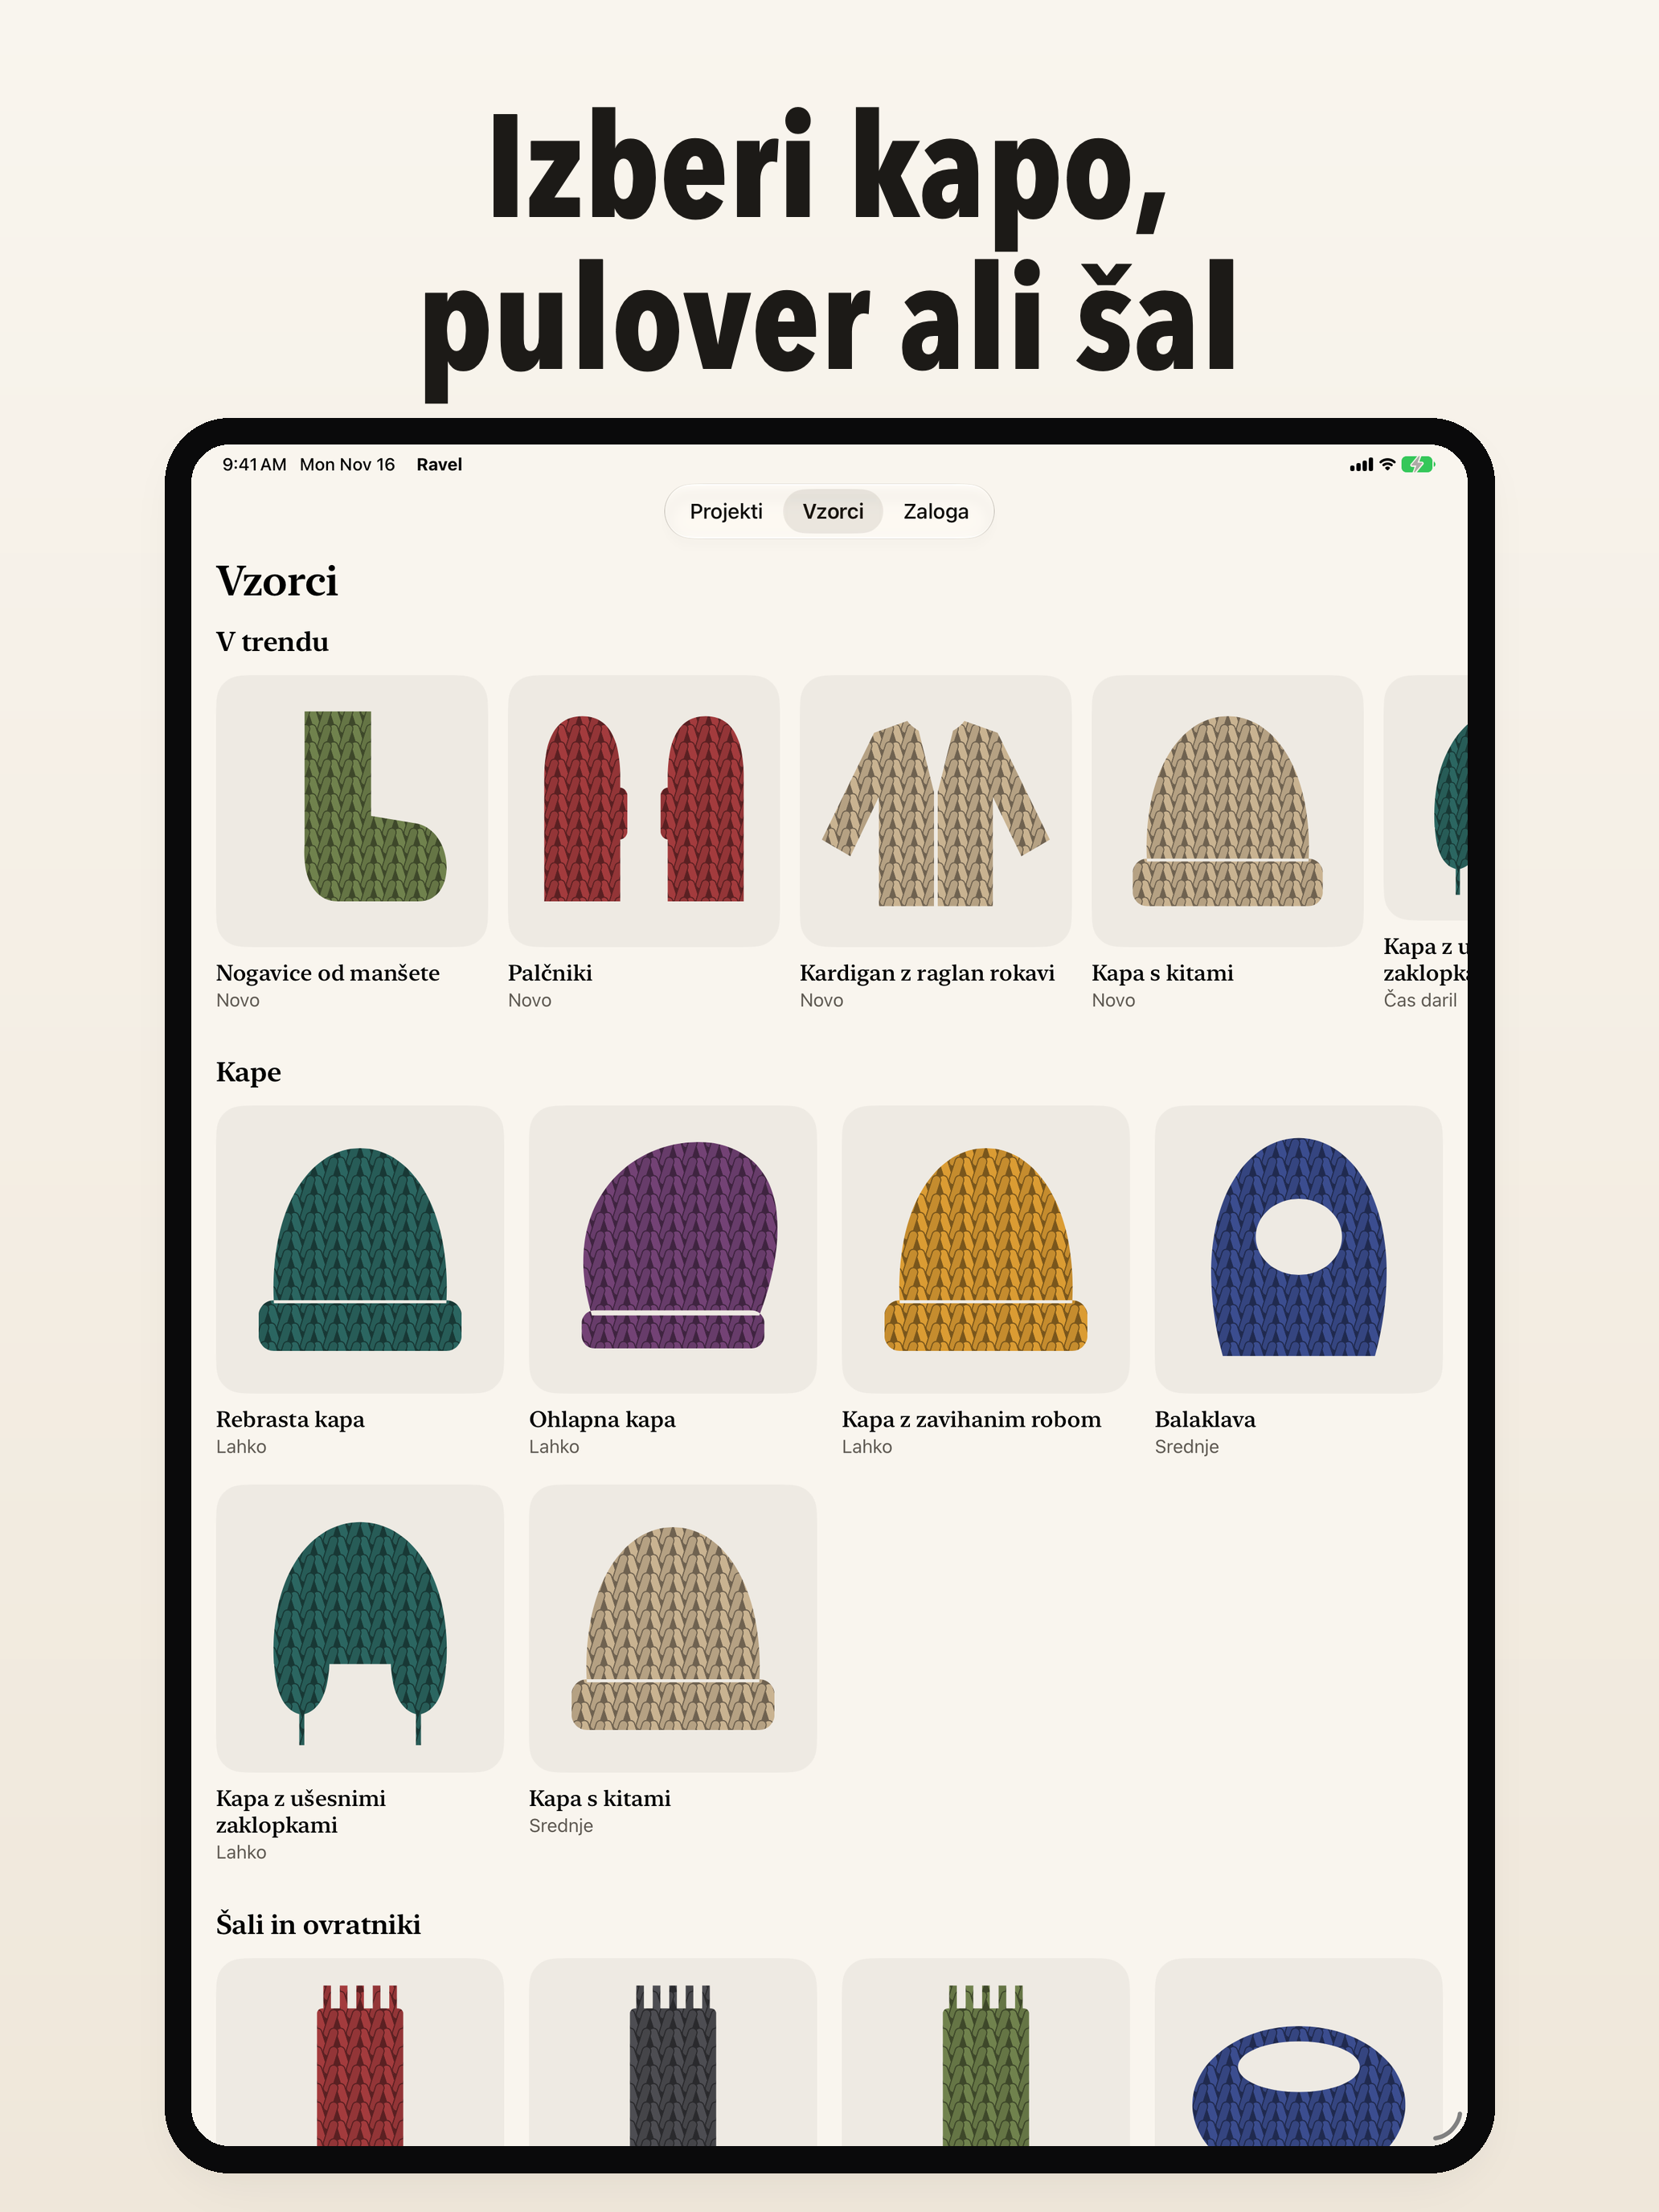 Izberi kapo,
pulover ali šal
9:41 AM Mon Nov 16 Ravel
Projekti Vzorci Zaloga
Vzorci
V trendu
Nogavice od manšete
Novo
Palčniki
Novo
Kardigan z raglan rokavi
Novo
Kapa s kitami
Novo
Kapa z
Čas daril
Kape
Rebrasta kapa
Lahko
Ohlapna kapa
Lahko
Kapa z zavihanim robom
Lahko
Balaklava
Srednje
Kapa z ušesnimi
zaklopkami
Lahko
Kapa s kitami
Srednje
Šali in ovratniki